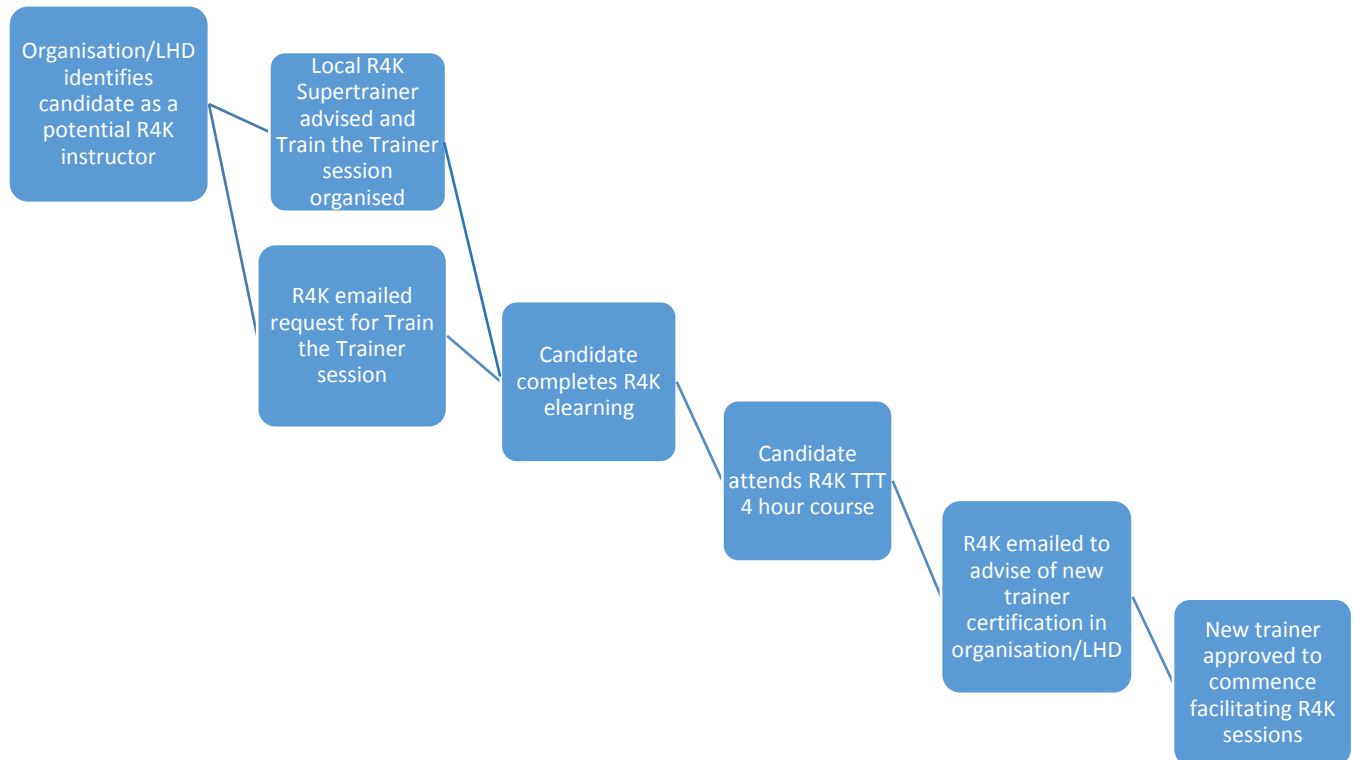 Organisation/LHD
identifies
candidate as a
potential R4K
instructor
Local R4K
Supertrainer
advised and
Train the Trainer
session
organised
R4K emailed
request for Train
the Trainer
session
Candidate
completes R4K
elearning
Candidate
attends R4K TTT
4 hour course
R4K emailed to
advise of new
trainer
certification in
organisation/LHD
New trainer
approved to
commence
facilitating R4K
sessions